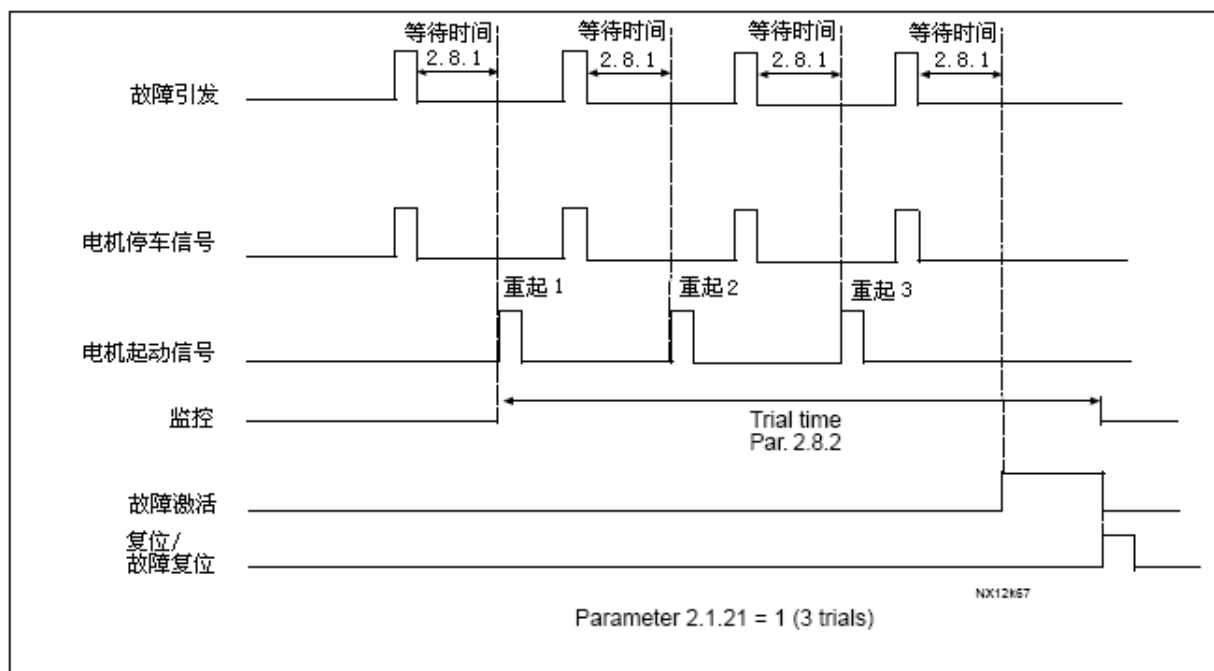 等待时间 等待时间 等待时间 等待时间
2.8.1 2.8.1 2.8.1 2.8.1
故障引发
电机停车信号
重起1 重起2 重起3
电机起动信号
监控
Trial time
Par. 2.8.2
故障激活
复位/
故障复位
NX12k67
Parameter 2.1.21 = 1 (3 trials)